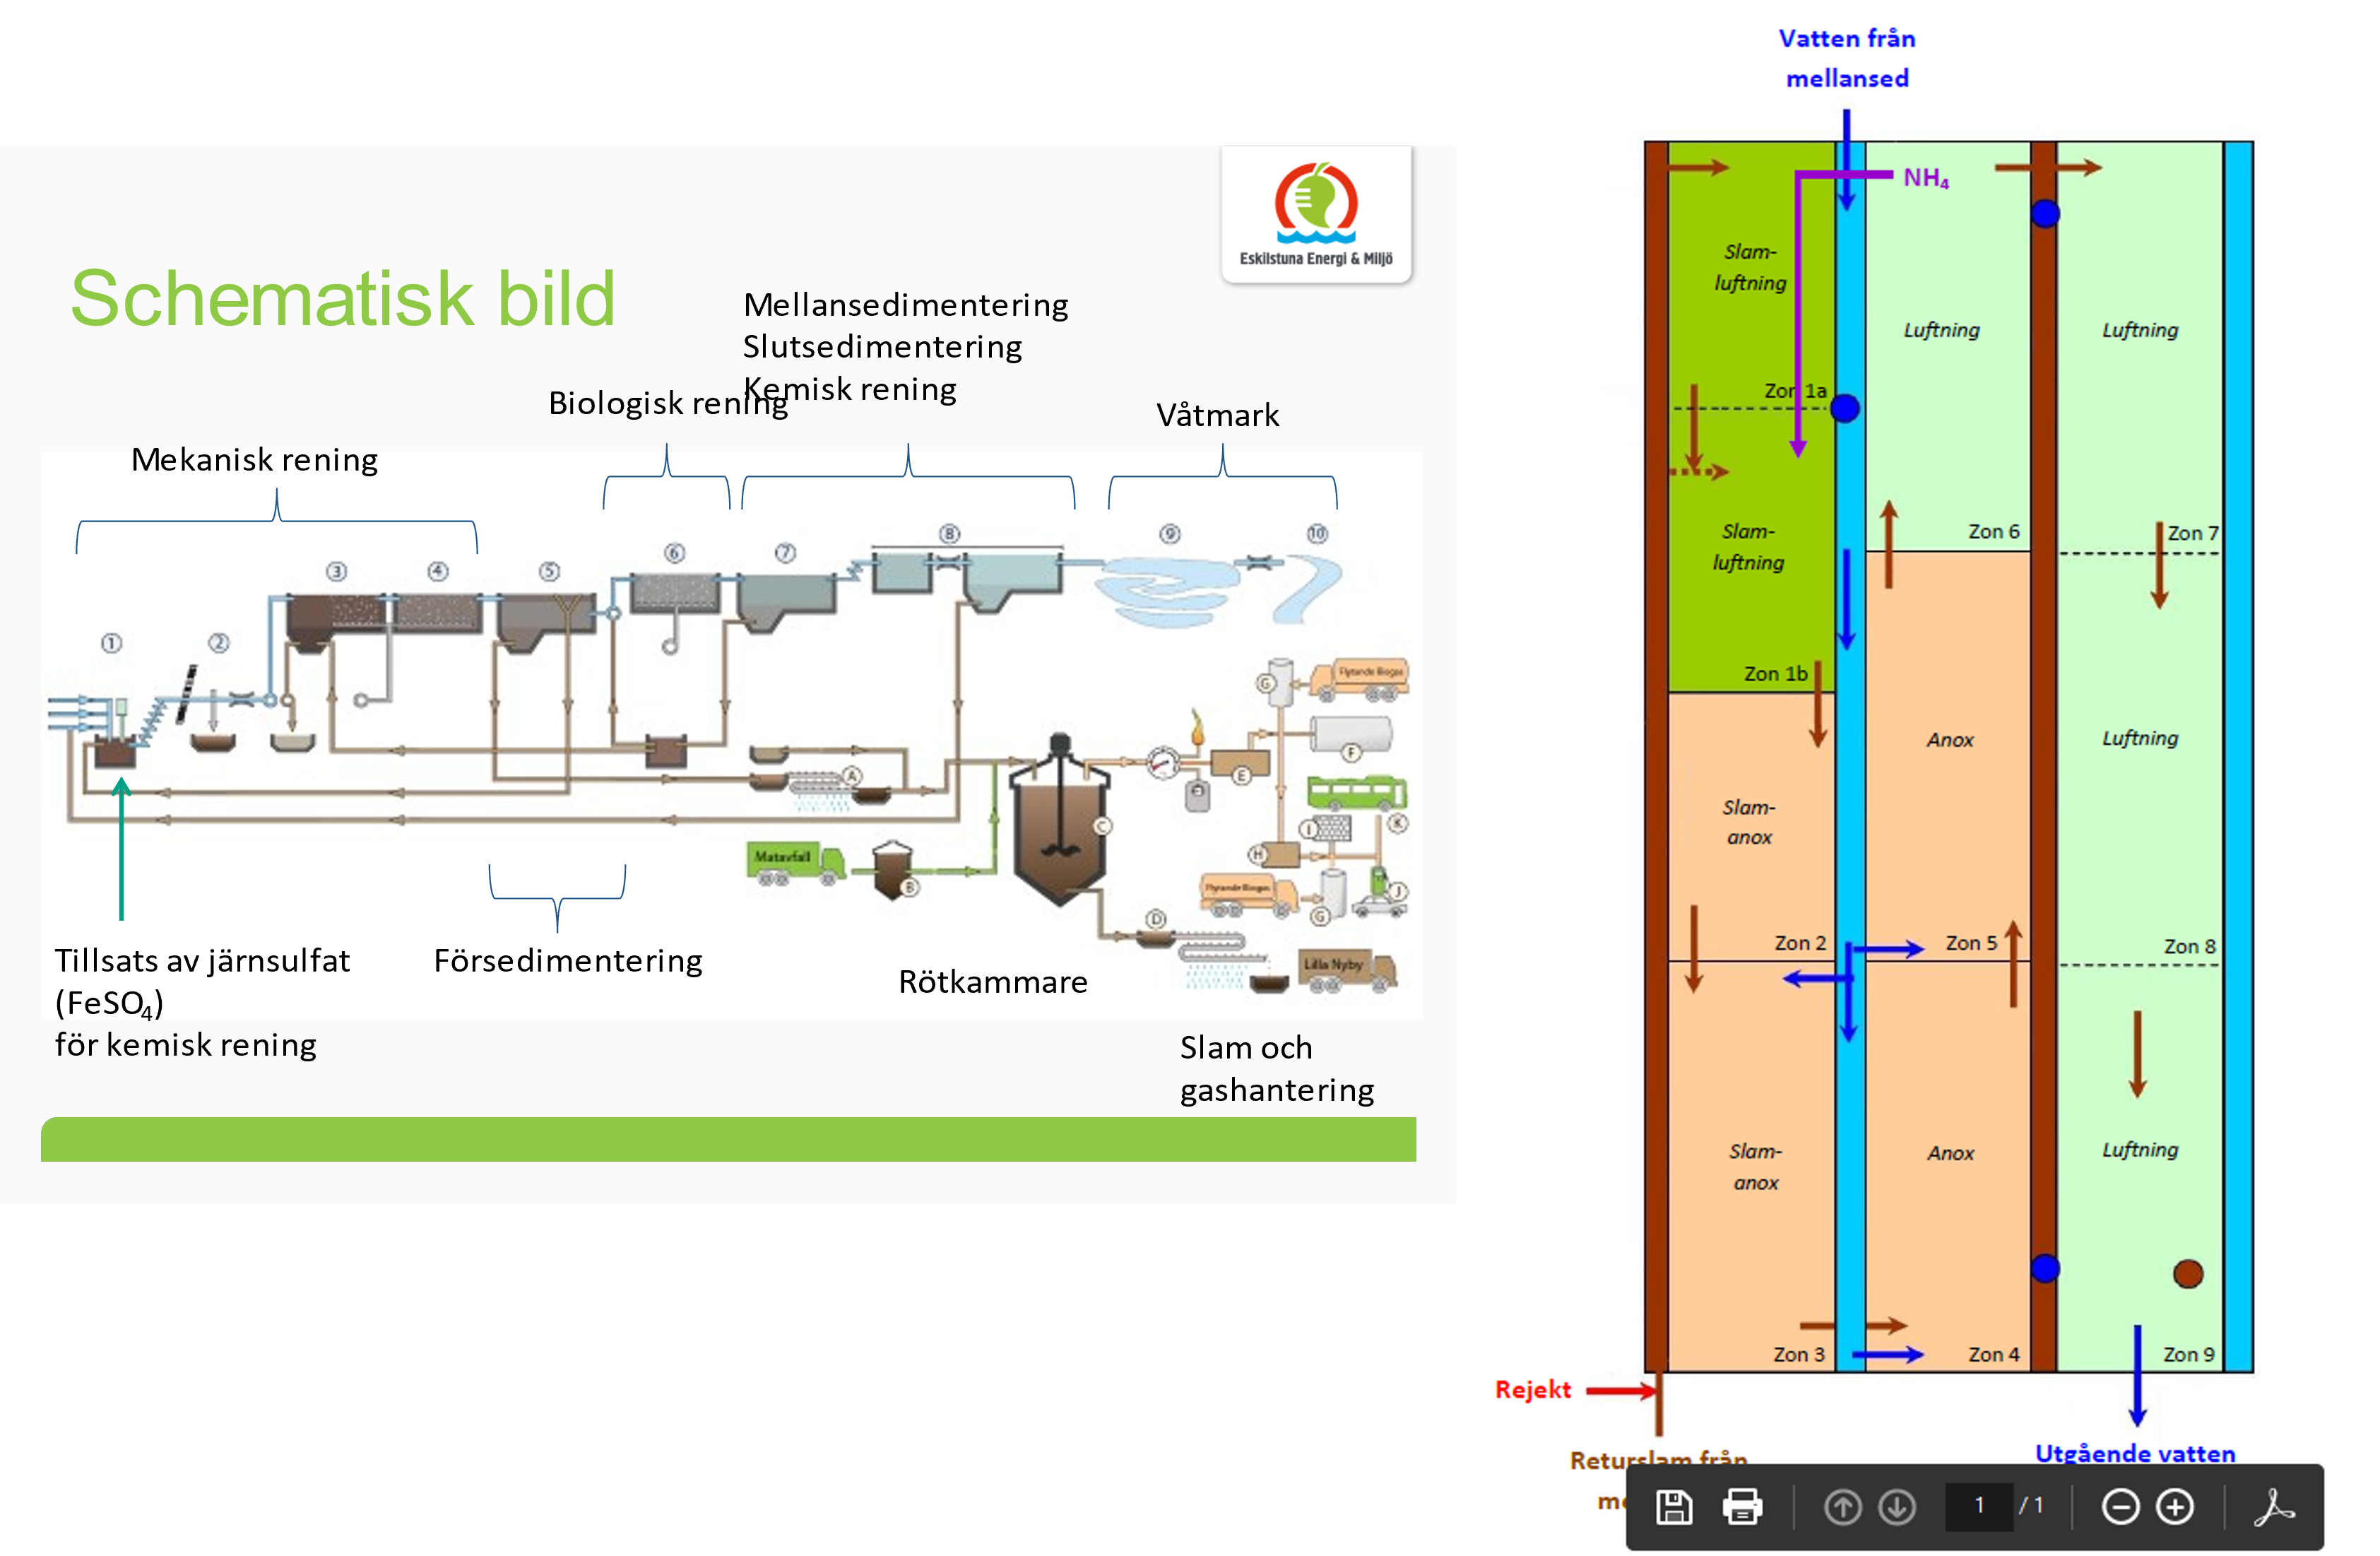 Eskilstuna Energi & Miljö
Schematisk bild
Mellansedimentering
Slutsedimentering
Kemisk rening
Biologisk rening
Våtmark
Mekanisk rening
1
2
3
4
5
6
7
8
9
10
Flytande Biogas
G
F
E
A
C
K
I
H
Matavfall
B
Flytande Biogas
G
J
D
Lilla Nyby
Tillsats av järnsulfat
(FeSO4)
för kemisk rening
Försedimentering
Rötkammare
Slam och
gashantering
Vatten från
mellansed
NH4
Slam-
luftning
Luftning
Luftning
Zon 1a
Slam-
luftning
Zon 6
Zon 7
Zon 1b
Anox
Luftning
Slam-
anox
Zon 2
Zon 5
Zon 8
Slam-
anox
Anox
Luftning
Zon 3
Zon 4
Zon 9
Rejekt
Returslam från
Utgående vatten
1 / 1